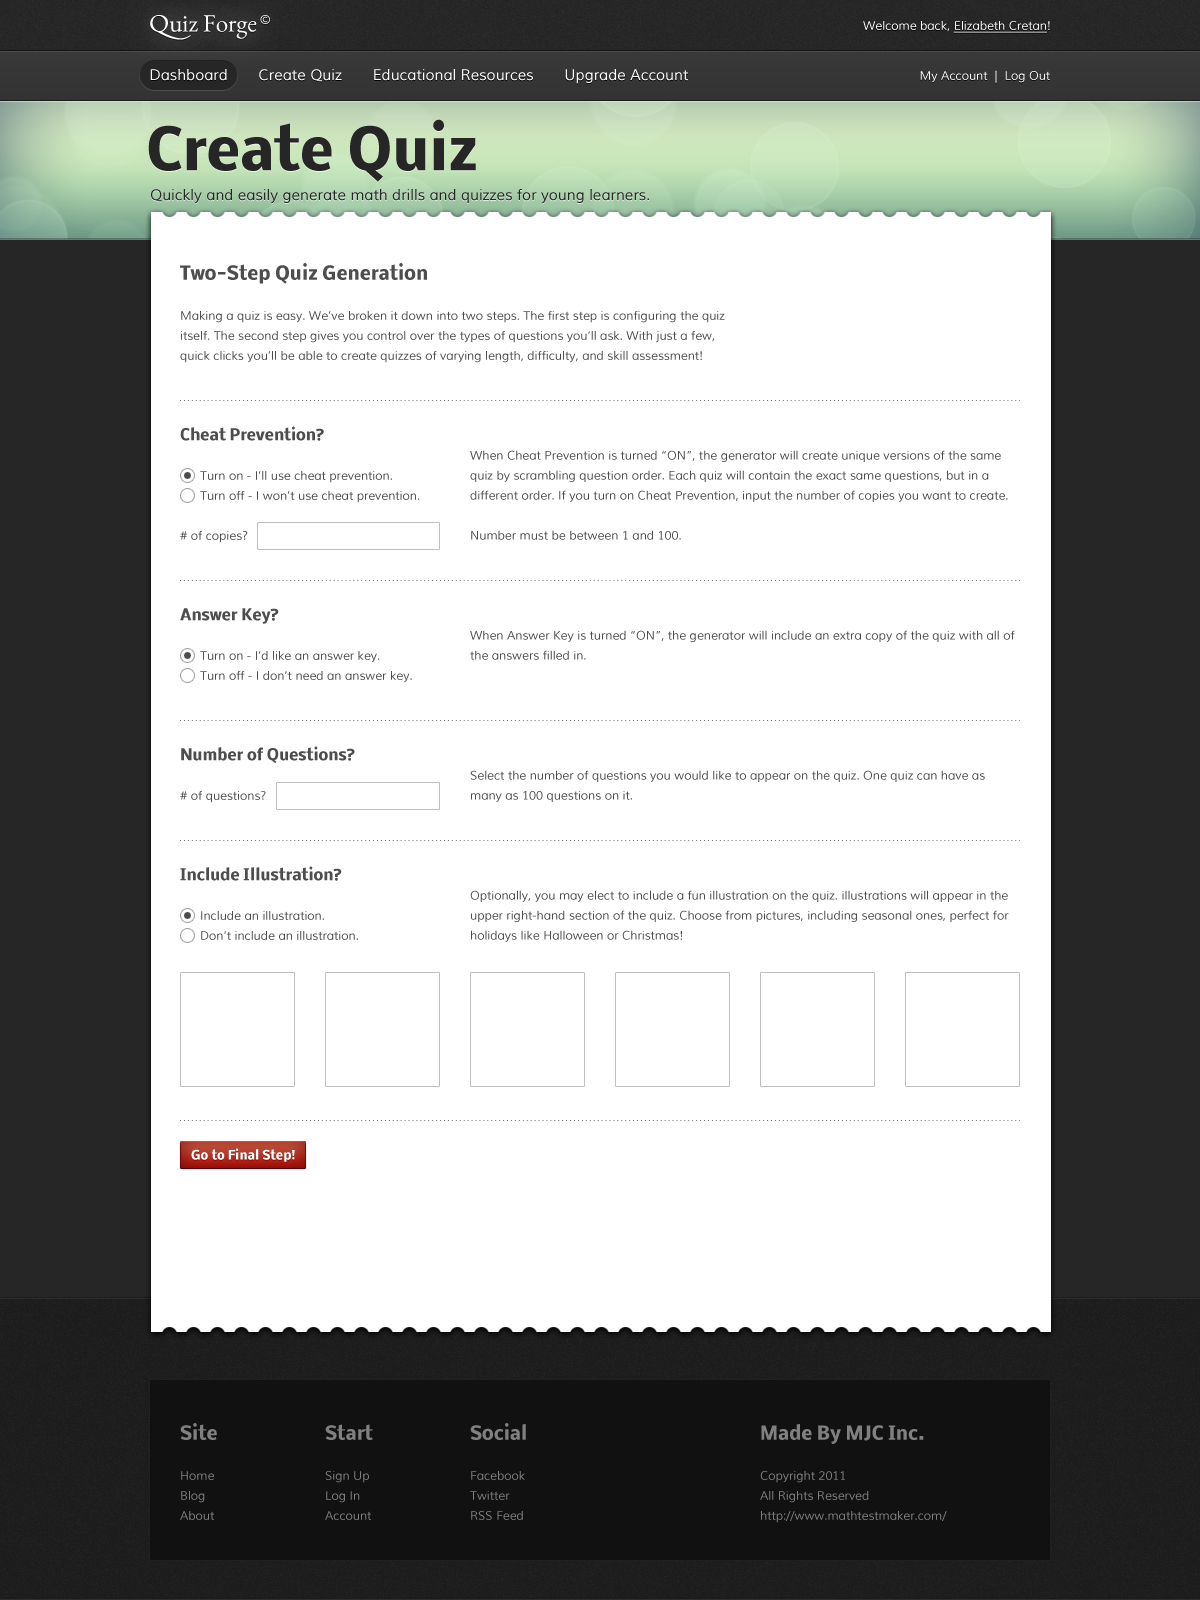 Quiz Forge©
Welcome back, Elizabeth Cretan!
Dashboard
Create Quiz
Educational Resources
Upgrade Account
My Account | Log Out
Create Quiz
Quickly and easily generate math drills and quizzes for young learners.
Two-Step Quiz Generation
Making a quiz is easy. We’ve broken it down into two steps. The first step is configuring the quiz
itself. The second step gives you control over the types of questions you’ll ask. With just a few,
quick clicks you’ll be able to create quizzes of varying length, difficulty, and skill assessment!
Cheat Prevention?
Turn on - I’ll use cheat prevention.
Turn off - I won’t use cheat prevention.
# of copies?
When Cheat Prevention is turned “ON”, the generator will create unique versions of the same
quiz by scrambling question order. Each quiz will contain the exact same questions, but in a
different order. If you turn on Cheat Prevention, input the number of copies you want to create.
Number must be between 1 and 100.
Answer Key?
Turn on - I’d like an answer key.
Turn off - I don’t need an answer key.
When Answer Key is turned “ON”, the generator will include an extra copy of the quiz with all of
the answers filled in.
Number of Questions?
# of questions?
Select the number of questions you would like to appear on the quiz. One quiz can have as
many as 100 questions on it.
Include Illustration?
Include an illustration.
Don’t include an illustration.
Optionally, you may elect to include a fun illustration on the quiz. illustrations will appear in the
upper right-hand section of the quiz. Choose from pictures, including seasonal ones, perfect for
holidays like Halloween or Christmas!
Go to Final Step!
Site
Home
Blog
About
Start
Sign Up
Log In
Account
Social
Facebook
Twitter
RSS Feed
Made By MJC Inc.
Copyright 2011
All Rights Reserved
http://www.mathtestmaker.com/